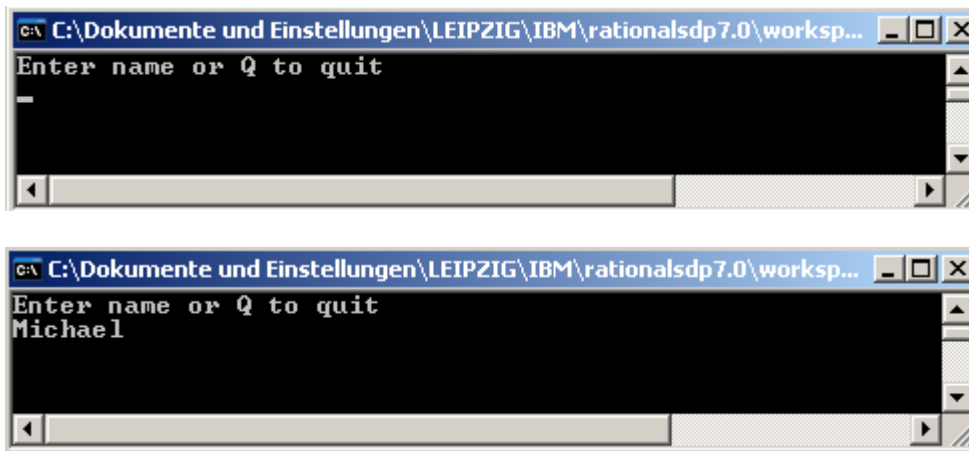 C:\Dokumente und Einstellungen\LEIPZIG\IBM\rationalsdp7.0\worksp...
Enter name or Q to quit
C:\Dokumente und Einstellungen\LEIPZIG\IBM\rationalsdp7.0\worksp...
Enter name or Q to quit
Michael